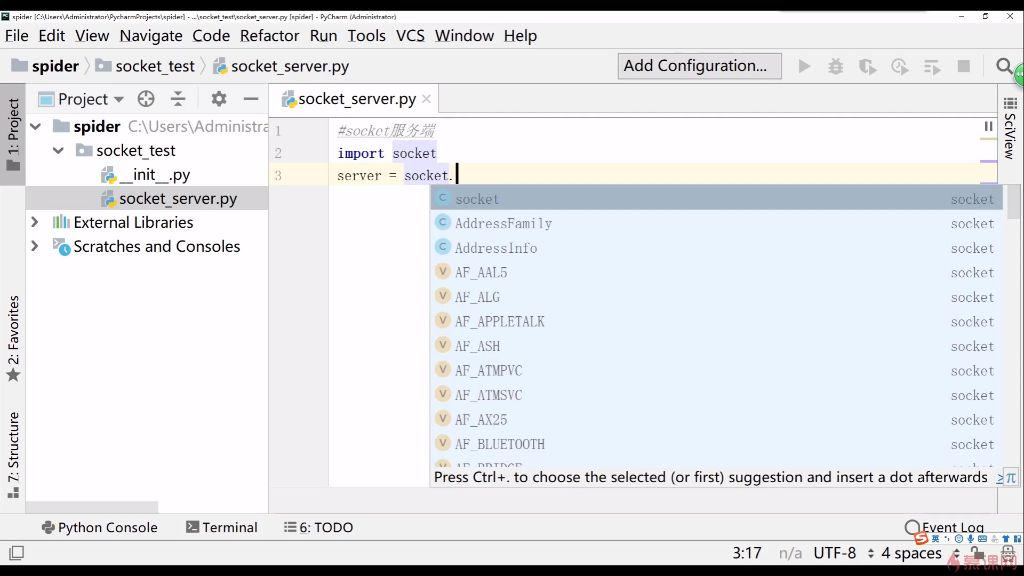 spider [C:\Users\Administrator\PycharmProjects\spider] - ...\socket_test\socket_server.py [spider] - PyCharm (Administrator)
File Edit View Navigate Code Refactor Run Tools VCS Window Help
spider socket_test socket_server.py Add Configuration...
1: Project
Project
socket_server.py
spider C:\Users\Administra
socket_test
__init__.py
socket_server.py
External Libraries
Scratches and Consoles
2: Favorites
7: Structure
SciView
1 #socket服务端
2 import socket
3 server = socket.
socket socket
AddressFamily socket
AddressInfo socket
AF_AAL5 socket
AF_ALG socket
AF_APPLETALK socket
AF_ASH socket
AF_ATMPVC socket
AF_ATMSVC socket
AF_AX25 socket
AF_BLUETOOTH socket
Press Ctrl+. to choose the selected (or first) suggestion and insert a dot afterwards >> π
Python Console Terminal 6: TODO Event Log
3:17 n/a UTF-8 4 spaces
慕课网